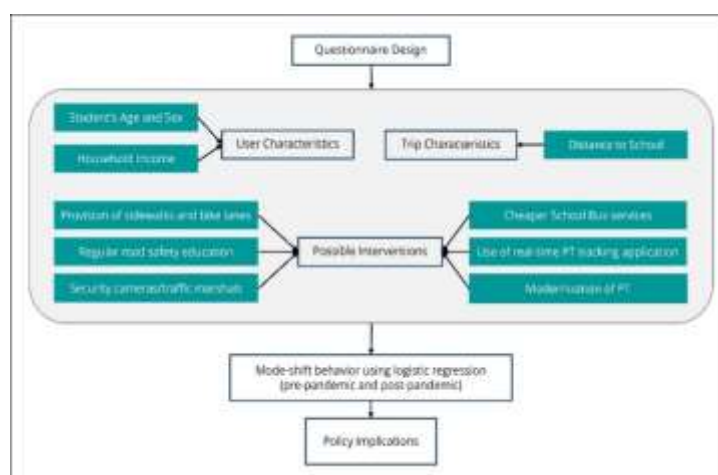 Questionnaire Design
Student's Age and Sex
Household Income
User Characteristics
Trip Characteristics
Distance to School
Provision of sidewalks and bike lanes
Regular road safety education
Security cameras/traffic marshals
Possible Interventions
Cheaper School Bus services
Use of real-time PT tracking application
Modernization of PT
Mode-shift behavior using logistic regression
(pre-pandemic and post-pandemic)
Policy Implications